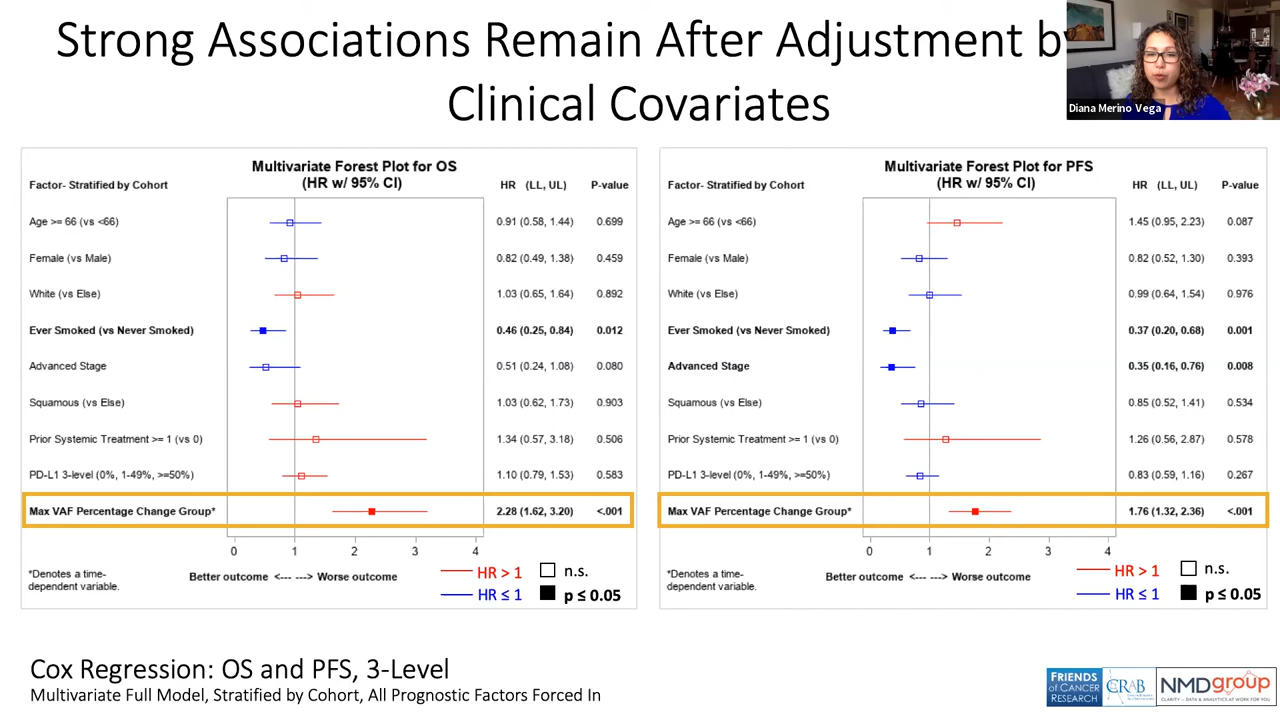 Strong Associations Remain After Adjustment by
Clinical Covariates
Diana Merino Vega
Multivariate Forest Plot for OS
(HR w/ 95% CI)
Factor- Stratified by Cohort HR (LL, UL) P-value
Age >= 66 (vs <66) 0.91 (0.58, 1.44) 0.699
Female (vs Male) 0.82 (0.49, 1.38) 0.459
White (vs Else) 1.03 (0.65, 1.64) 0.892
Ever Smoked (vs Never Smoked) 0.46 (0.25, 0.84) 0.012
Advanced Stage 0.51 (0.24, 1.08) 0.080
Squamous (vs Else) 1.03 (0.62, 1.73) 0.903
Prior Systemic Treatment >= 1 (vs 0) 1.34 (0.57, 3.18) 0.506
PD-L1 3-level (0%, 1-49%, >=50%) 1.10 (0.79, 1.53) 0.583
Max VAF Percentage Change Group* 2.28 (1.62, 3.20) <.001
0 1 2 3 4
*Denotes a time-
dependent variable.
Better outcome <--- ---> Worse outcome
HR > 1 n.s.
HR ≤ 1 p ≤ 0.05
Multivariate Forest Plot for PFS
(HR w/ 95% CI)
Factor- Stratified by Cohort HR (LL, UL) P-value
Age >= 66 (vs <66) 1.45 (0.95, 2.23) 0.087
Female (vs Male) 0.82 (0.52, 1.30) 0.393
White (vs Else) 0.99 (0.64, 1.54) 0.976
Ever Smoked (vs Never Smoked) 0.37 (0.20, 0.68) 0.001
Advanced Stage 0.35 (0.16, 0.76) 0.008
Squamous (vs Else) 0.85 (0.52, 1.41) 0.534
Prior Systemic Treatment >= 1 (vs 0) 1.26 (0.56, 2.87) 0.578
PD-L1 3-level (0%, 1-49%, >=50%) 0.83 (0.59, 1.16) 0.267
Max VAF Percentage Change Group* 1.76 (1.32, 2.36) <.001
0 1 2 3 4
*Denotes a time-
dependent variable.
Better outcome <--- ---> Worse outcome
HR > 1 n.s.
HR ≤ 1 p ≤ 0.05
Cox Regression: OS and PFS, 3-Level
Multivariate Full Model, Stratified by Cohort, All Prognostic Factors Forced In
FRIENDS
of CANCER
RESEARCH
CRAB
NMDgroup
CLARITY – DATA & ANALYTICS AT WORK FOR YOU